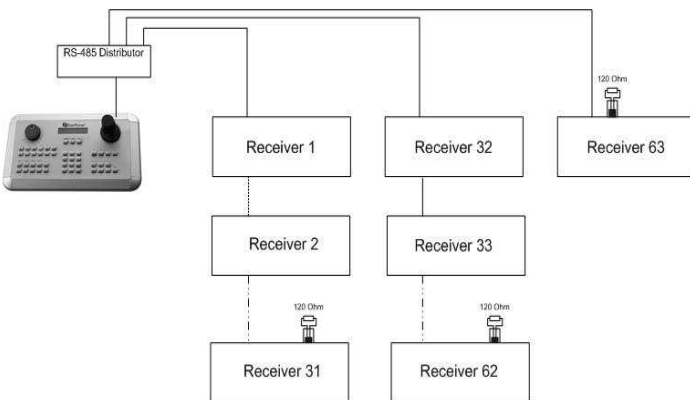 RS-485 Distributor
120 Ohm
Receiver 1
Receiver 32
Receiver 63
Receiver 2
Receiver 33
120 Ohm
120 Ohm
Receiver 31
Receiver 62